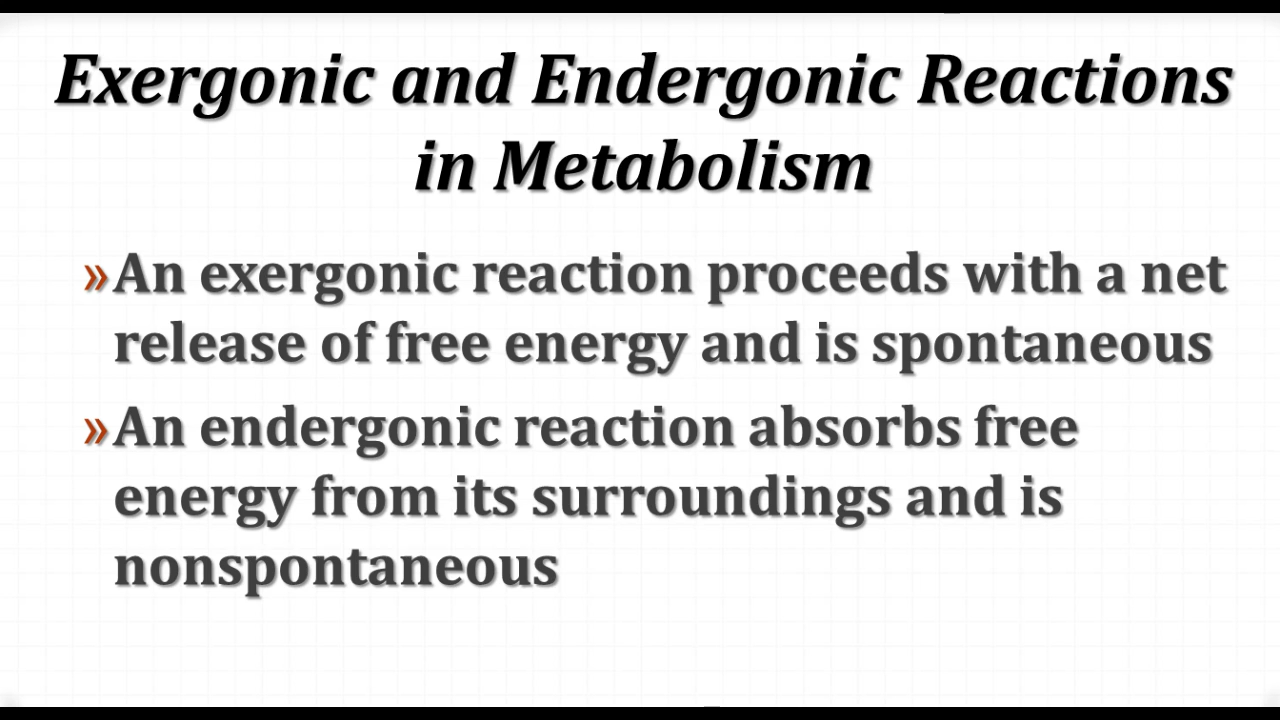 Exergonic and Endergonic Reactions
in Metabolism
» An exergonic reaction proceeds with a net
release of free energy and is spontaneous
» An endergonic reaction absorbs free
energy from its surroundings and is
nonspontaneous